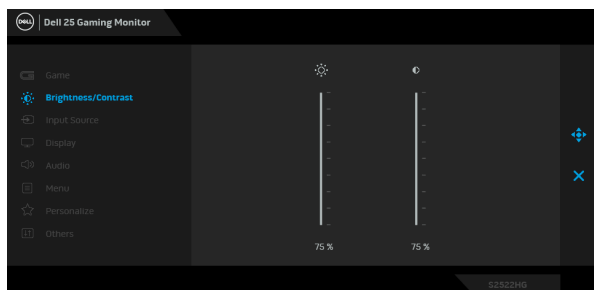 DELL
Dell 25 Gaming Monitor
Game
Brightness/Contrast
Input Source
Display
Audio
Menu
Personalize
Others
75 %
75 %
S2522HG